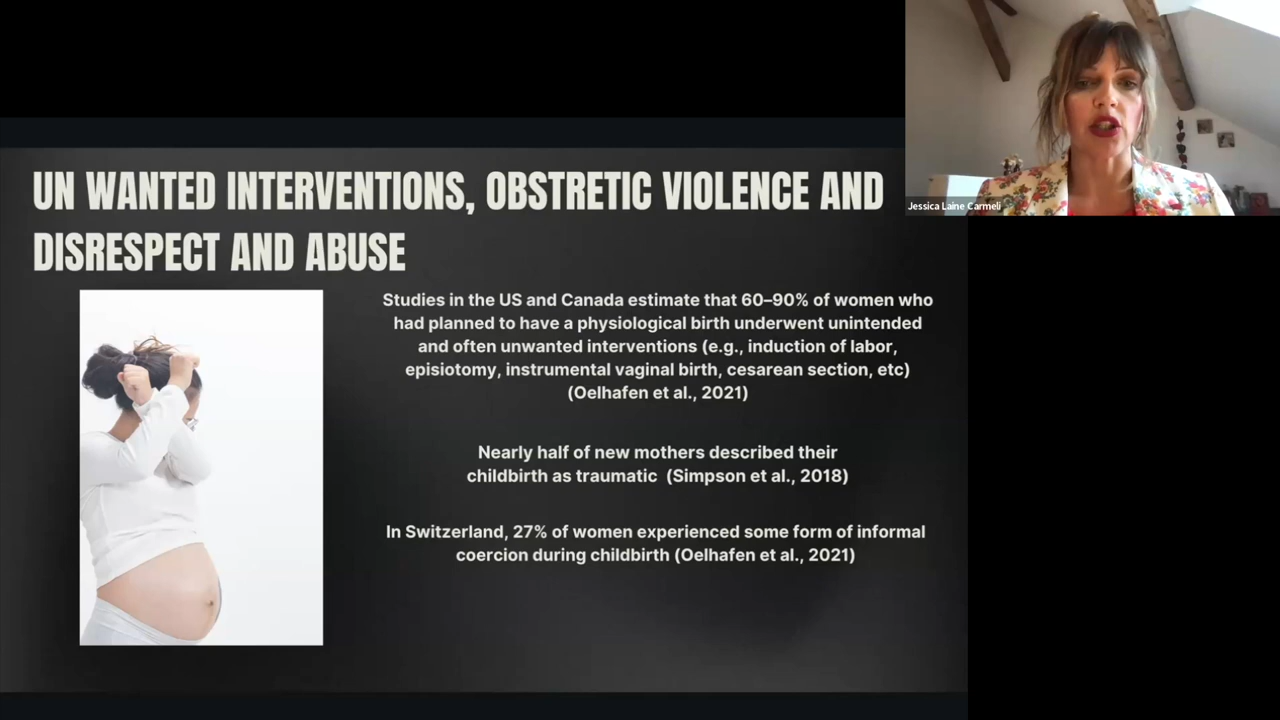 UN WANTED INTERVENTIONS, OBSTRETIC VIOLENCE AND
DISRESPECT AND ABUSE
Studies in the US and Canada estimate that 60–90% of women who
had planned to have a physiological birth underwent unintended
and often unwanted interventions (e.g., induction of labor,
episiotomy, instrumental vaginal birth, cesarean section, etc)
(Oelhafen et al., 2021)
Nearly half of new mothers described their
childbirth as traumatic (Simpson et al., 2018)
In Switzerland, 27% of women experienced some form of informal
coercion during childbirth (Oelhafen et al., 2021)
Jessica Laine Carmeli